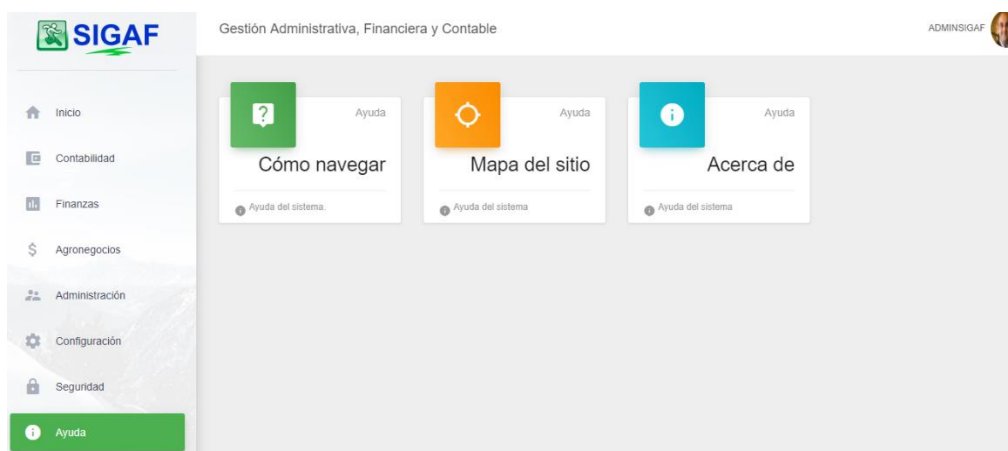 SIGAF
Gestión Administrativa, Financiera y Contable
ADMINSIGAF
Inicio
Contabilidad
Finanzas
Agronegocios
Administración
Configuración
Seguridad
Ayuda
Ayuda
Cómo navegar
Ayuda del sistema.
Ayuda
Mapa del sitio
Ayuda del sistema
Ayuda
Acerca de
Ayuda del sistema